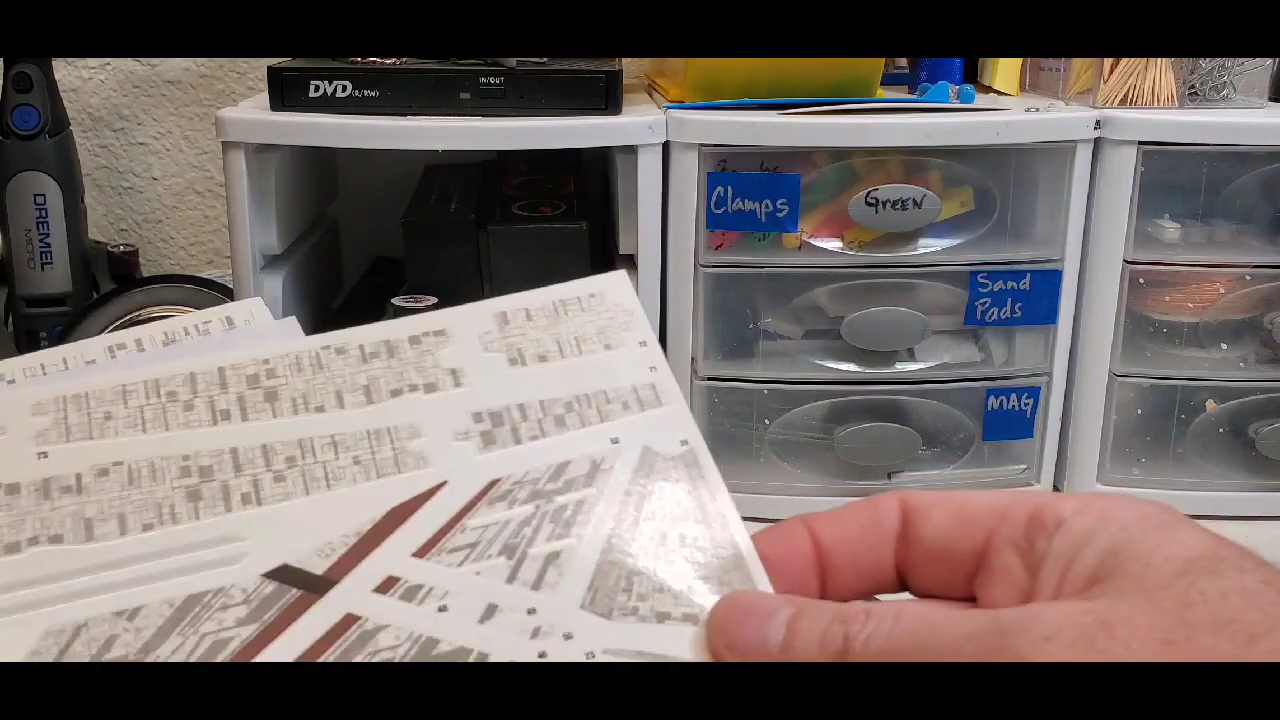 DVD(R/RW)
IN/OUT
DREMEL
MICRO
Clamps
GREEN
Sand
Pads
MAG